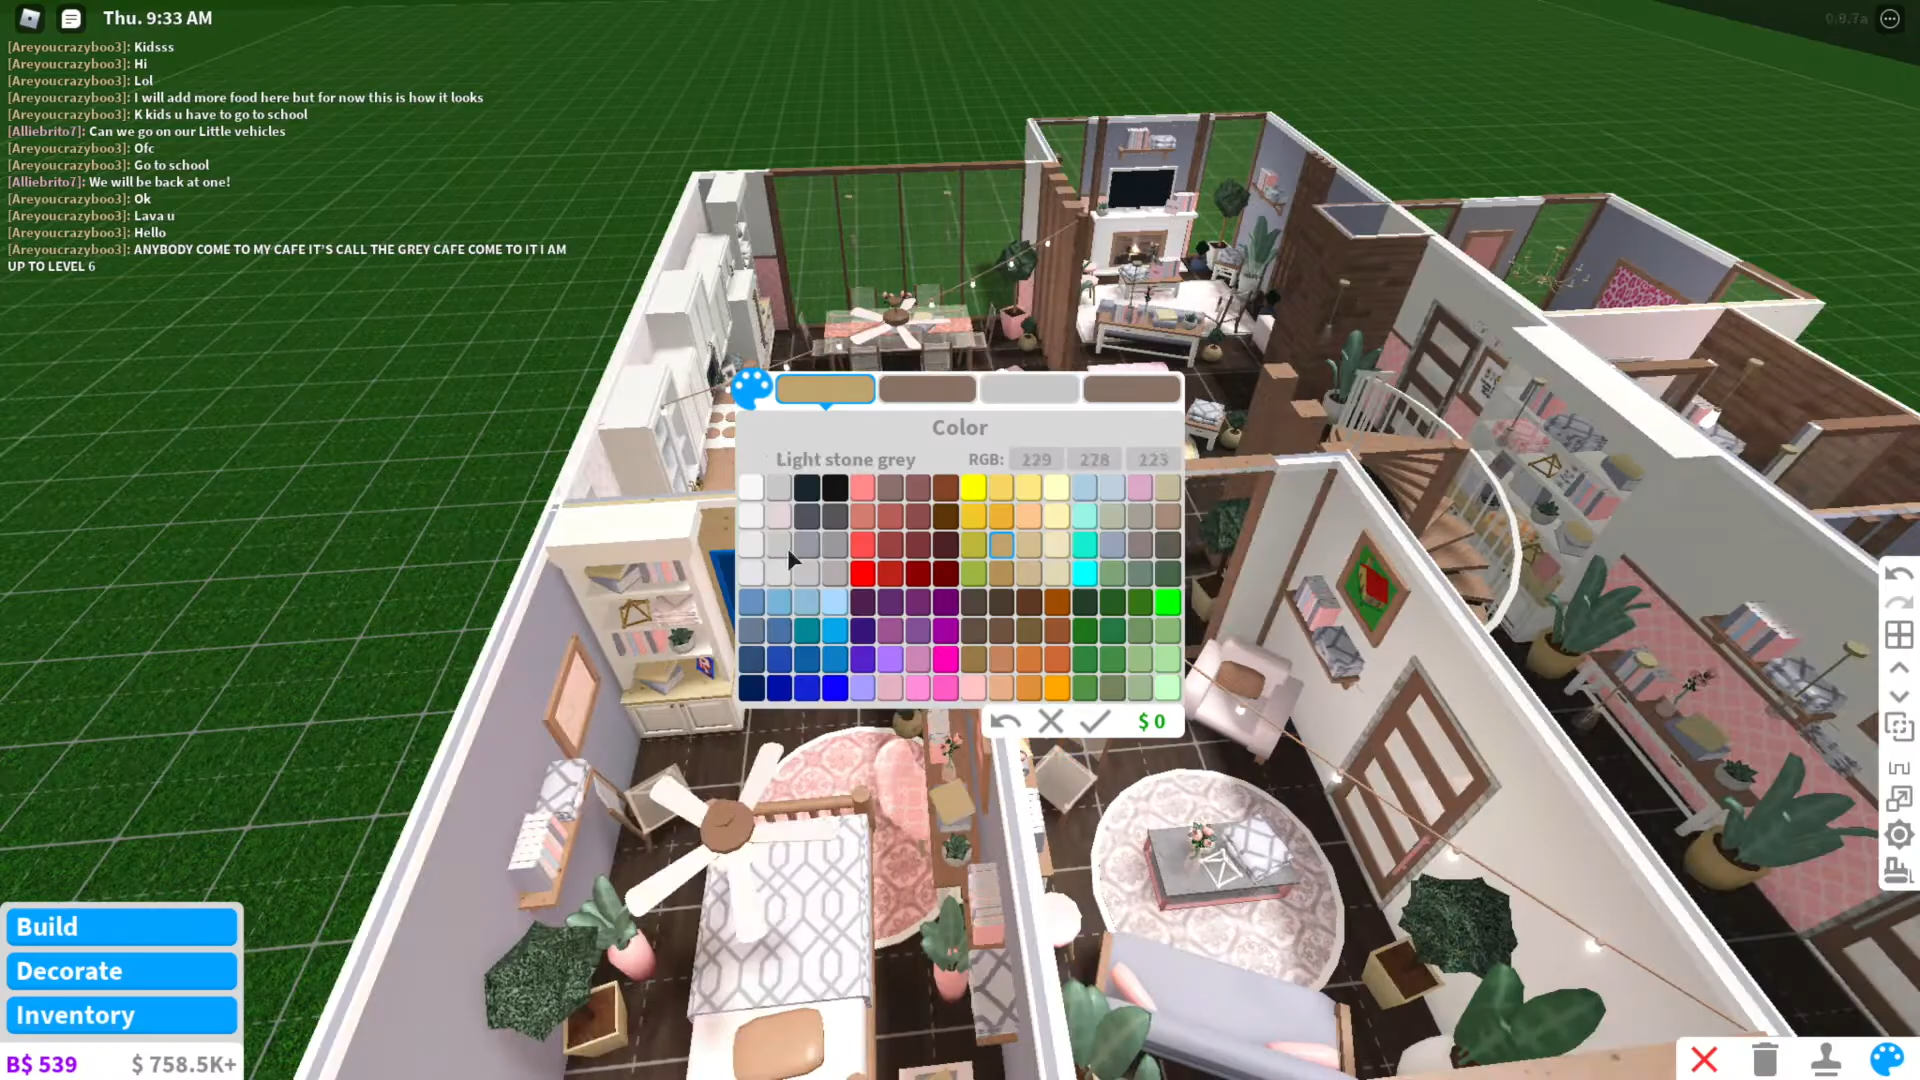 Thu. 9:33 AM
0.9.7a
[Areyoucrazyboo3]: Kidsss
[Areyoucrazyboo3]: Hi
[Areyoucrazyboo3]: Lol
[Areyoucrazyboo3]: I will add more food here but for now this is how it looks
[Areyoucrazyboo3]: K kids u have to go to school
[Alliebrito7]: Can we go on our Little vehicles
[Areyoucrazyboo3]: Ofc
[Areyoucrazyboo3]: Go to school
[Alliebrito7]: We will be back at one!
[Areyoucrazyboo3]: Ok
[Areyoucrazyboo3]: Lava u
[Areyoucrazyboo3]: Hello
[Areyoucrazyboo3]: ANYBODY COME TO MY CAFE IT'S CALL THE GREY CAFE COME TO IT I AM
UP TO LEVEL 6
Color
Light stone grey RGB: 229 228 223
$ 0
Build
Decorate
Inventory
B$ 539 $ 758.5K+